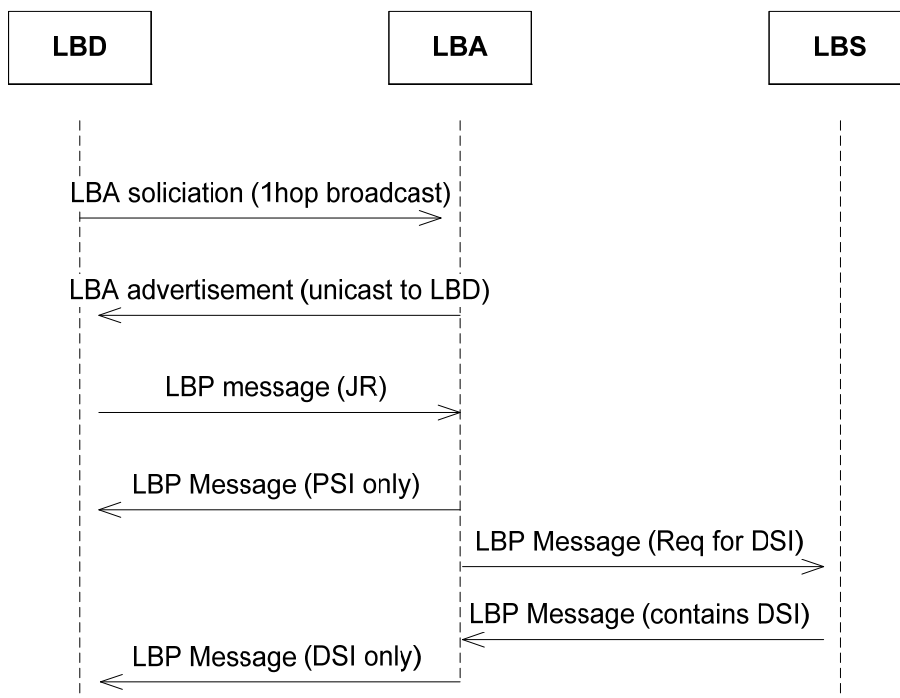 LBD
LBA
LBS
LBA soliciation (1hop broadcast)
LBA advertisement (unicast to LBD)
LBP message (JR)
LBP Message (PSI only)
LBP Message (Req for DSI)
LBP Message (contains DSI)
LBP Message (DSI only)